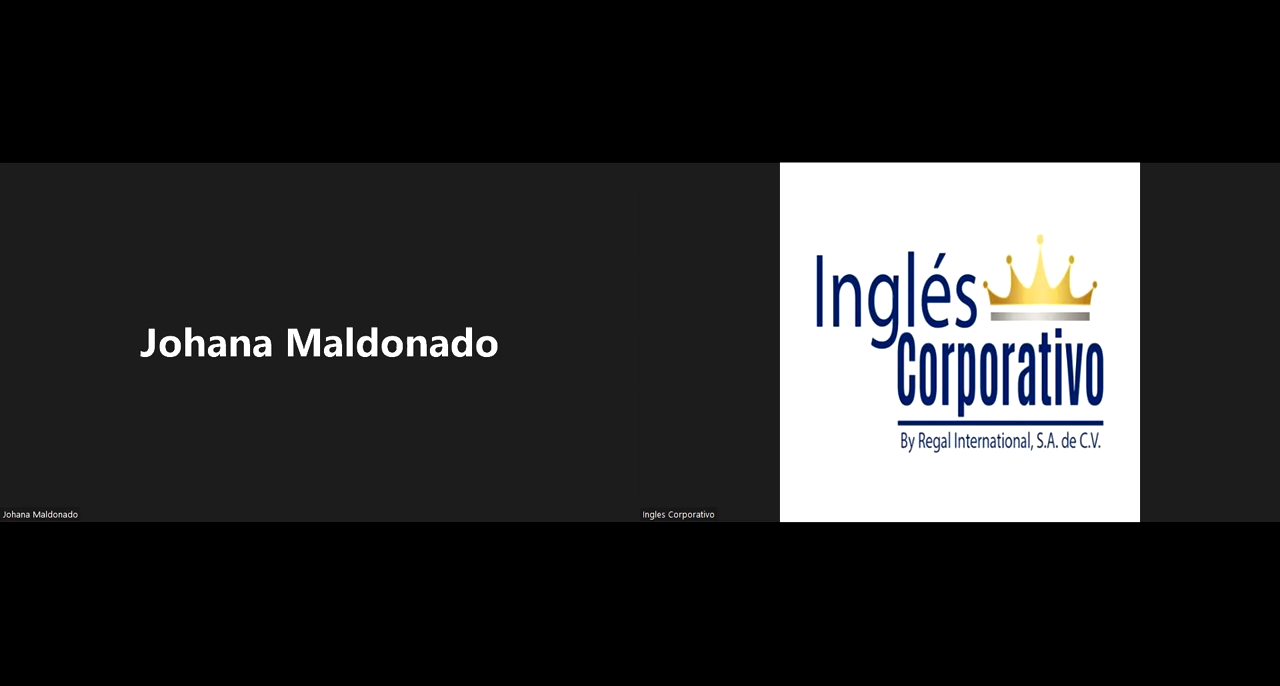 Johana Maldonado
Inglés
Corporativo
By Regal International, S.A. de C.V.
Johana Maldonado
Ingles Corporativo